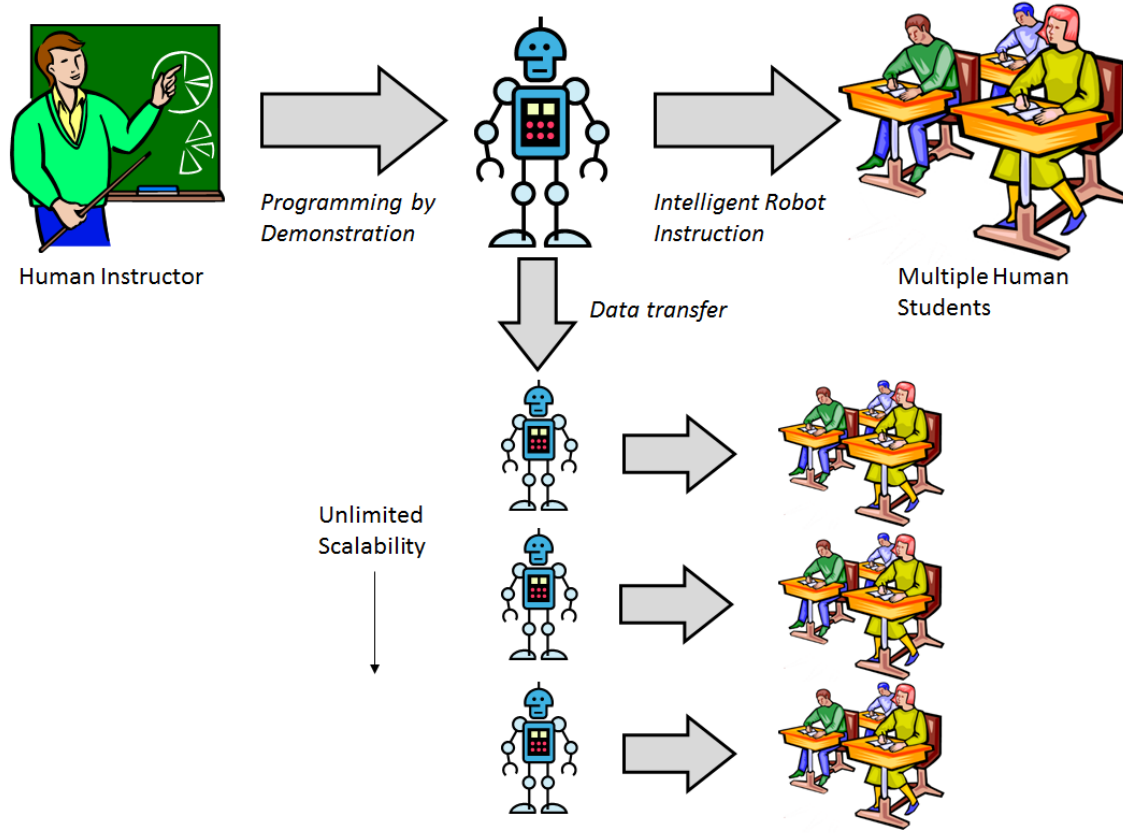 Human Instructor
Programming by
Demonstration
Intelligent Robot
Instruction
Multiple Human
Students
Data transfer
Unlimited
Scalability